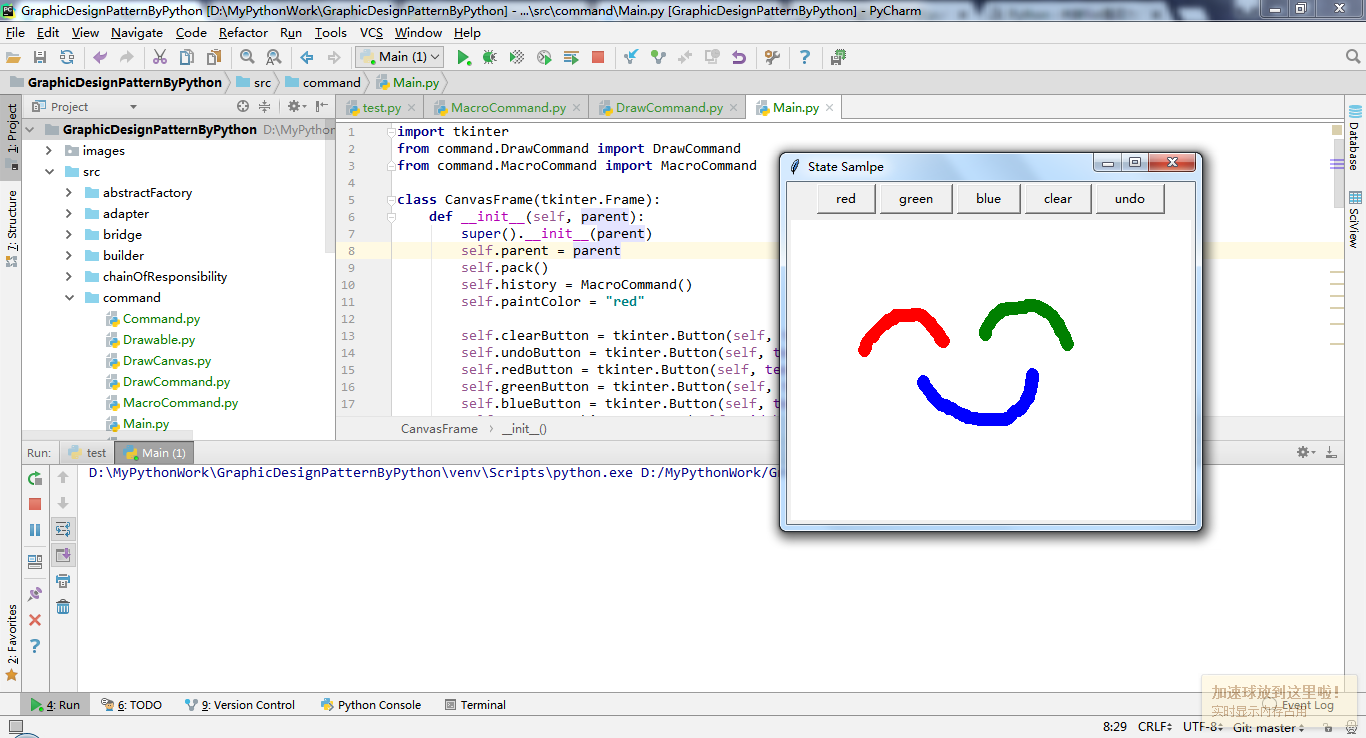 GraphicDesignPatternByPython [D:\MyPythonWork\GraphicDesignPatternByPython] - ...\src\command\Main.py [GraphicDesignPatternByPython] - PyCharm
File Edit View Navigate Code Refactor Run Tools VCS Window Help
Main (1)
GraphicDesignPatternByPython src command Main.py
1: Project
7: Structure
2: Favorites
Project
GraphicDesignPatternByPython D:\MyPython
images
src
abstractFactory
adapter
bridge
builder
chainOfResponsibility
command
Command.py
Drawable.py
DrawCanvas.py
DrawCommand.py
MacroCommand.py
Main.py
test.py MacroCommand.py DrawCommand.py Main.py
1 import tkinter
2 from command.DrawCommand import DrawCommand
3 from command.MacroCommand import MacroCommand
4
5 class CanvasFrame(tkinter.Frame):
6 def __init__(self, parent):
7 super().__init__(parent)
8 self.parent = parent
9 self.pack()
10 self.history = MacroCommand()
11 self.paintColor = "red"
12
13 self.clearButton = tkinter.Button(self,
14 self.undoButton = tkinter.Button(self, t
15 self.redButton = tkinter.Button(self, te
16 self.greenButton = tkinter.Button(self,
17 self.blueButton = tkinter.Button(self, t
CanvasFrame __init__()
State Samlpe
red green blue clear undo
Database
SciView
Run: test Main (1)
D:\MyPythonWork\GraphicDesignPatternByPython\venv\Scripts\python.exe D:/MyPythonWork/G
4: Run 6: TODO 9: Version Control Python Console Terminal
加速球放到这里啦!
实时显示内存占用
Event Log
8:29 CRLF UTF-8 Git: master